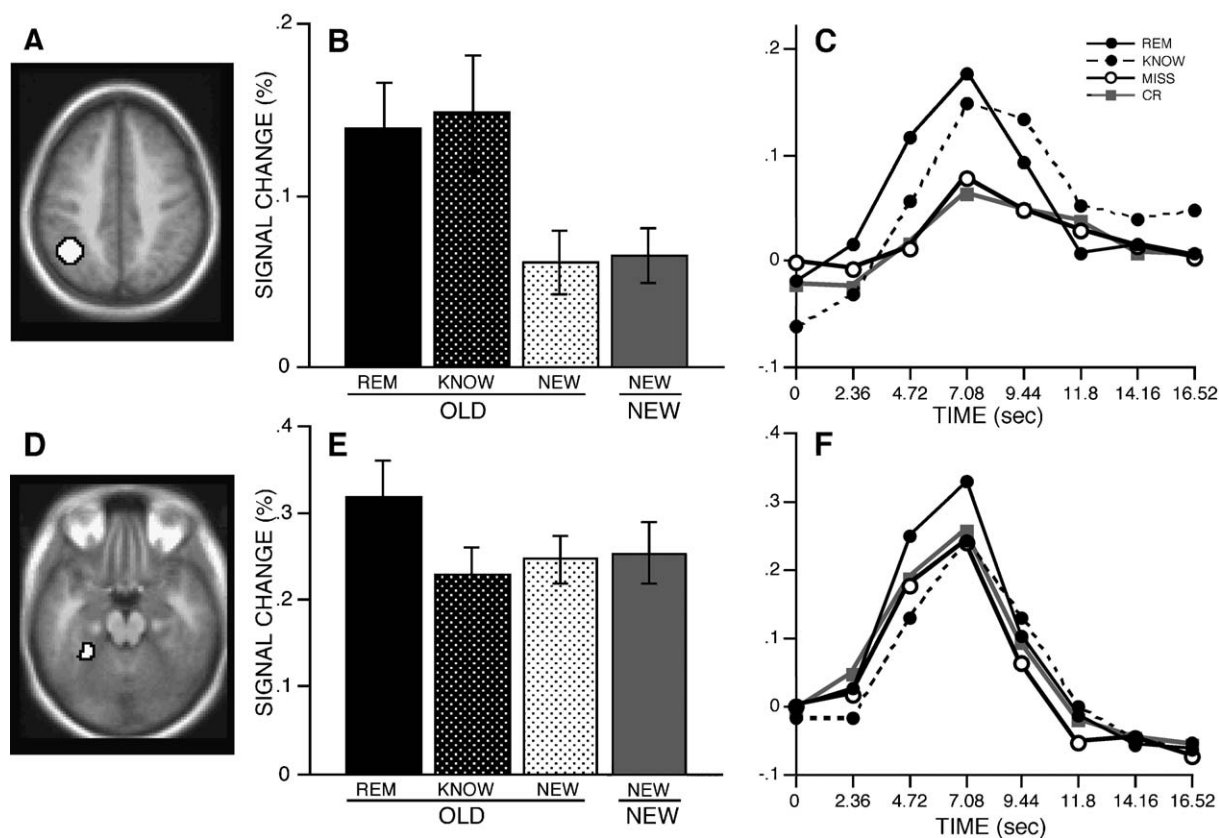 A
B
SIGNAL CHANGE (%)
.2
.1
0
REM KNOW NEW NEW
OLD NEW
C
.2
.1
0
-.1
REM
KNOW
MISS
CR
0 2.36 4.72 7.08 9.44 11.8 14.16 16.52
TIME (sec)
D
E
SIGNAL CHANGE (%)
.4
.3
.2
.1
0
REM KNOW NEW NEW
OLD NEW
F
.4
.3
.2
.1
0
-.1
0 2.36 4.72 7.08 9.44 11.8 14.16 16.52
TIME (sec)